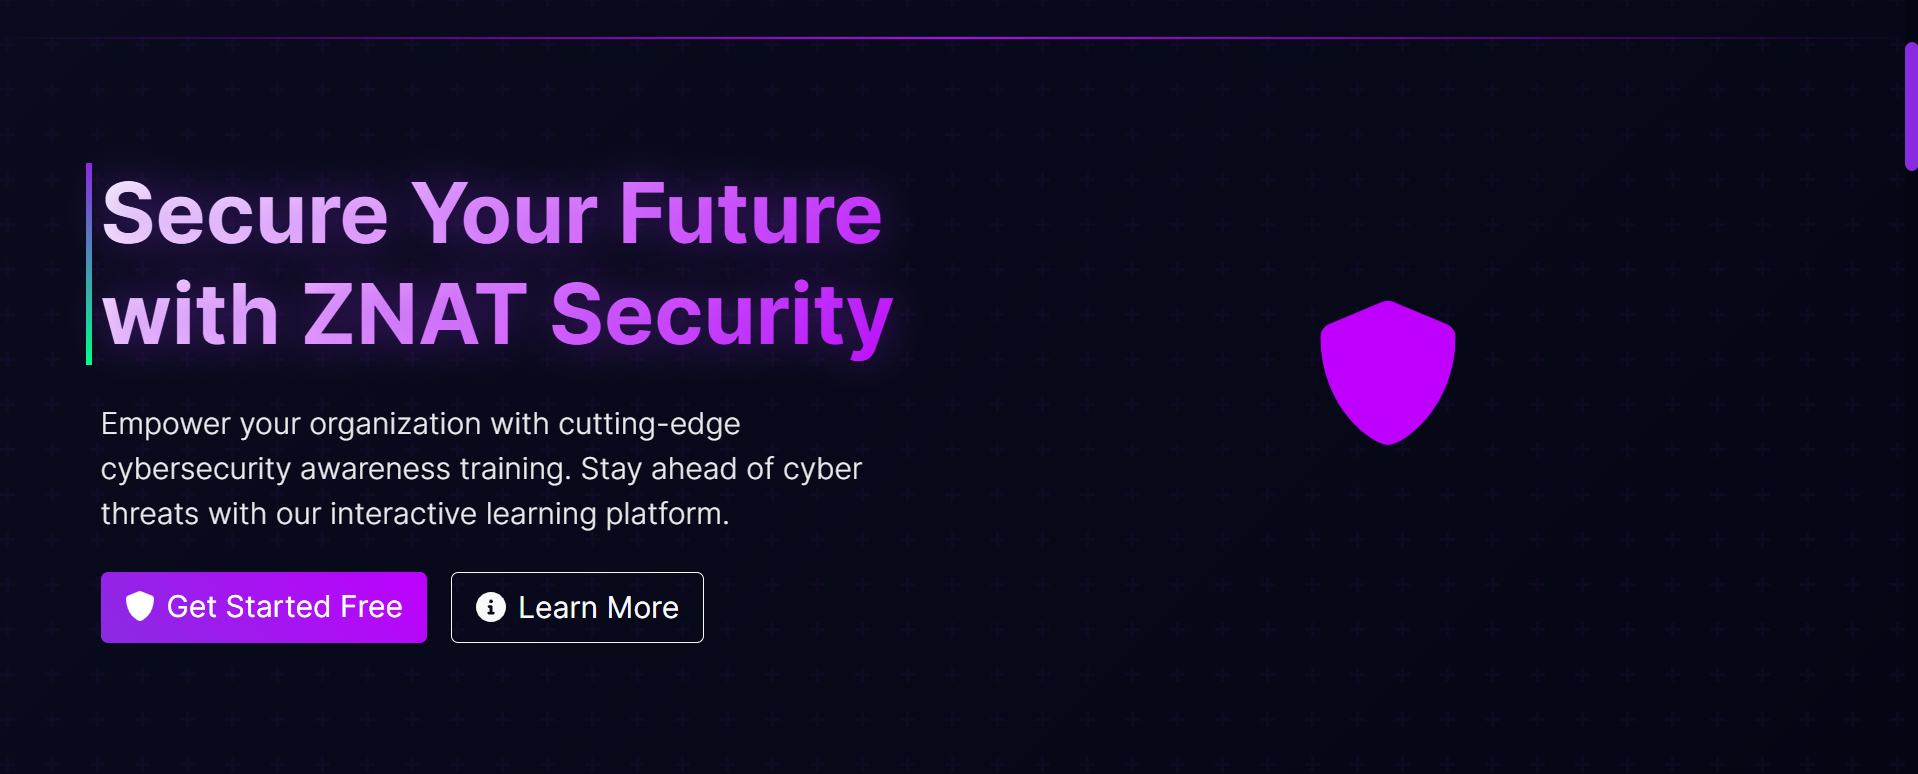 Secure Your Future
with ZNAT Security
Empower your organization with cutting-edge
cybersecurity awareness training. Stay ahead of cyber
threats with our interactive learning platform.
Get Started Free
Learn More